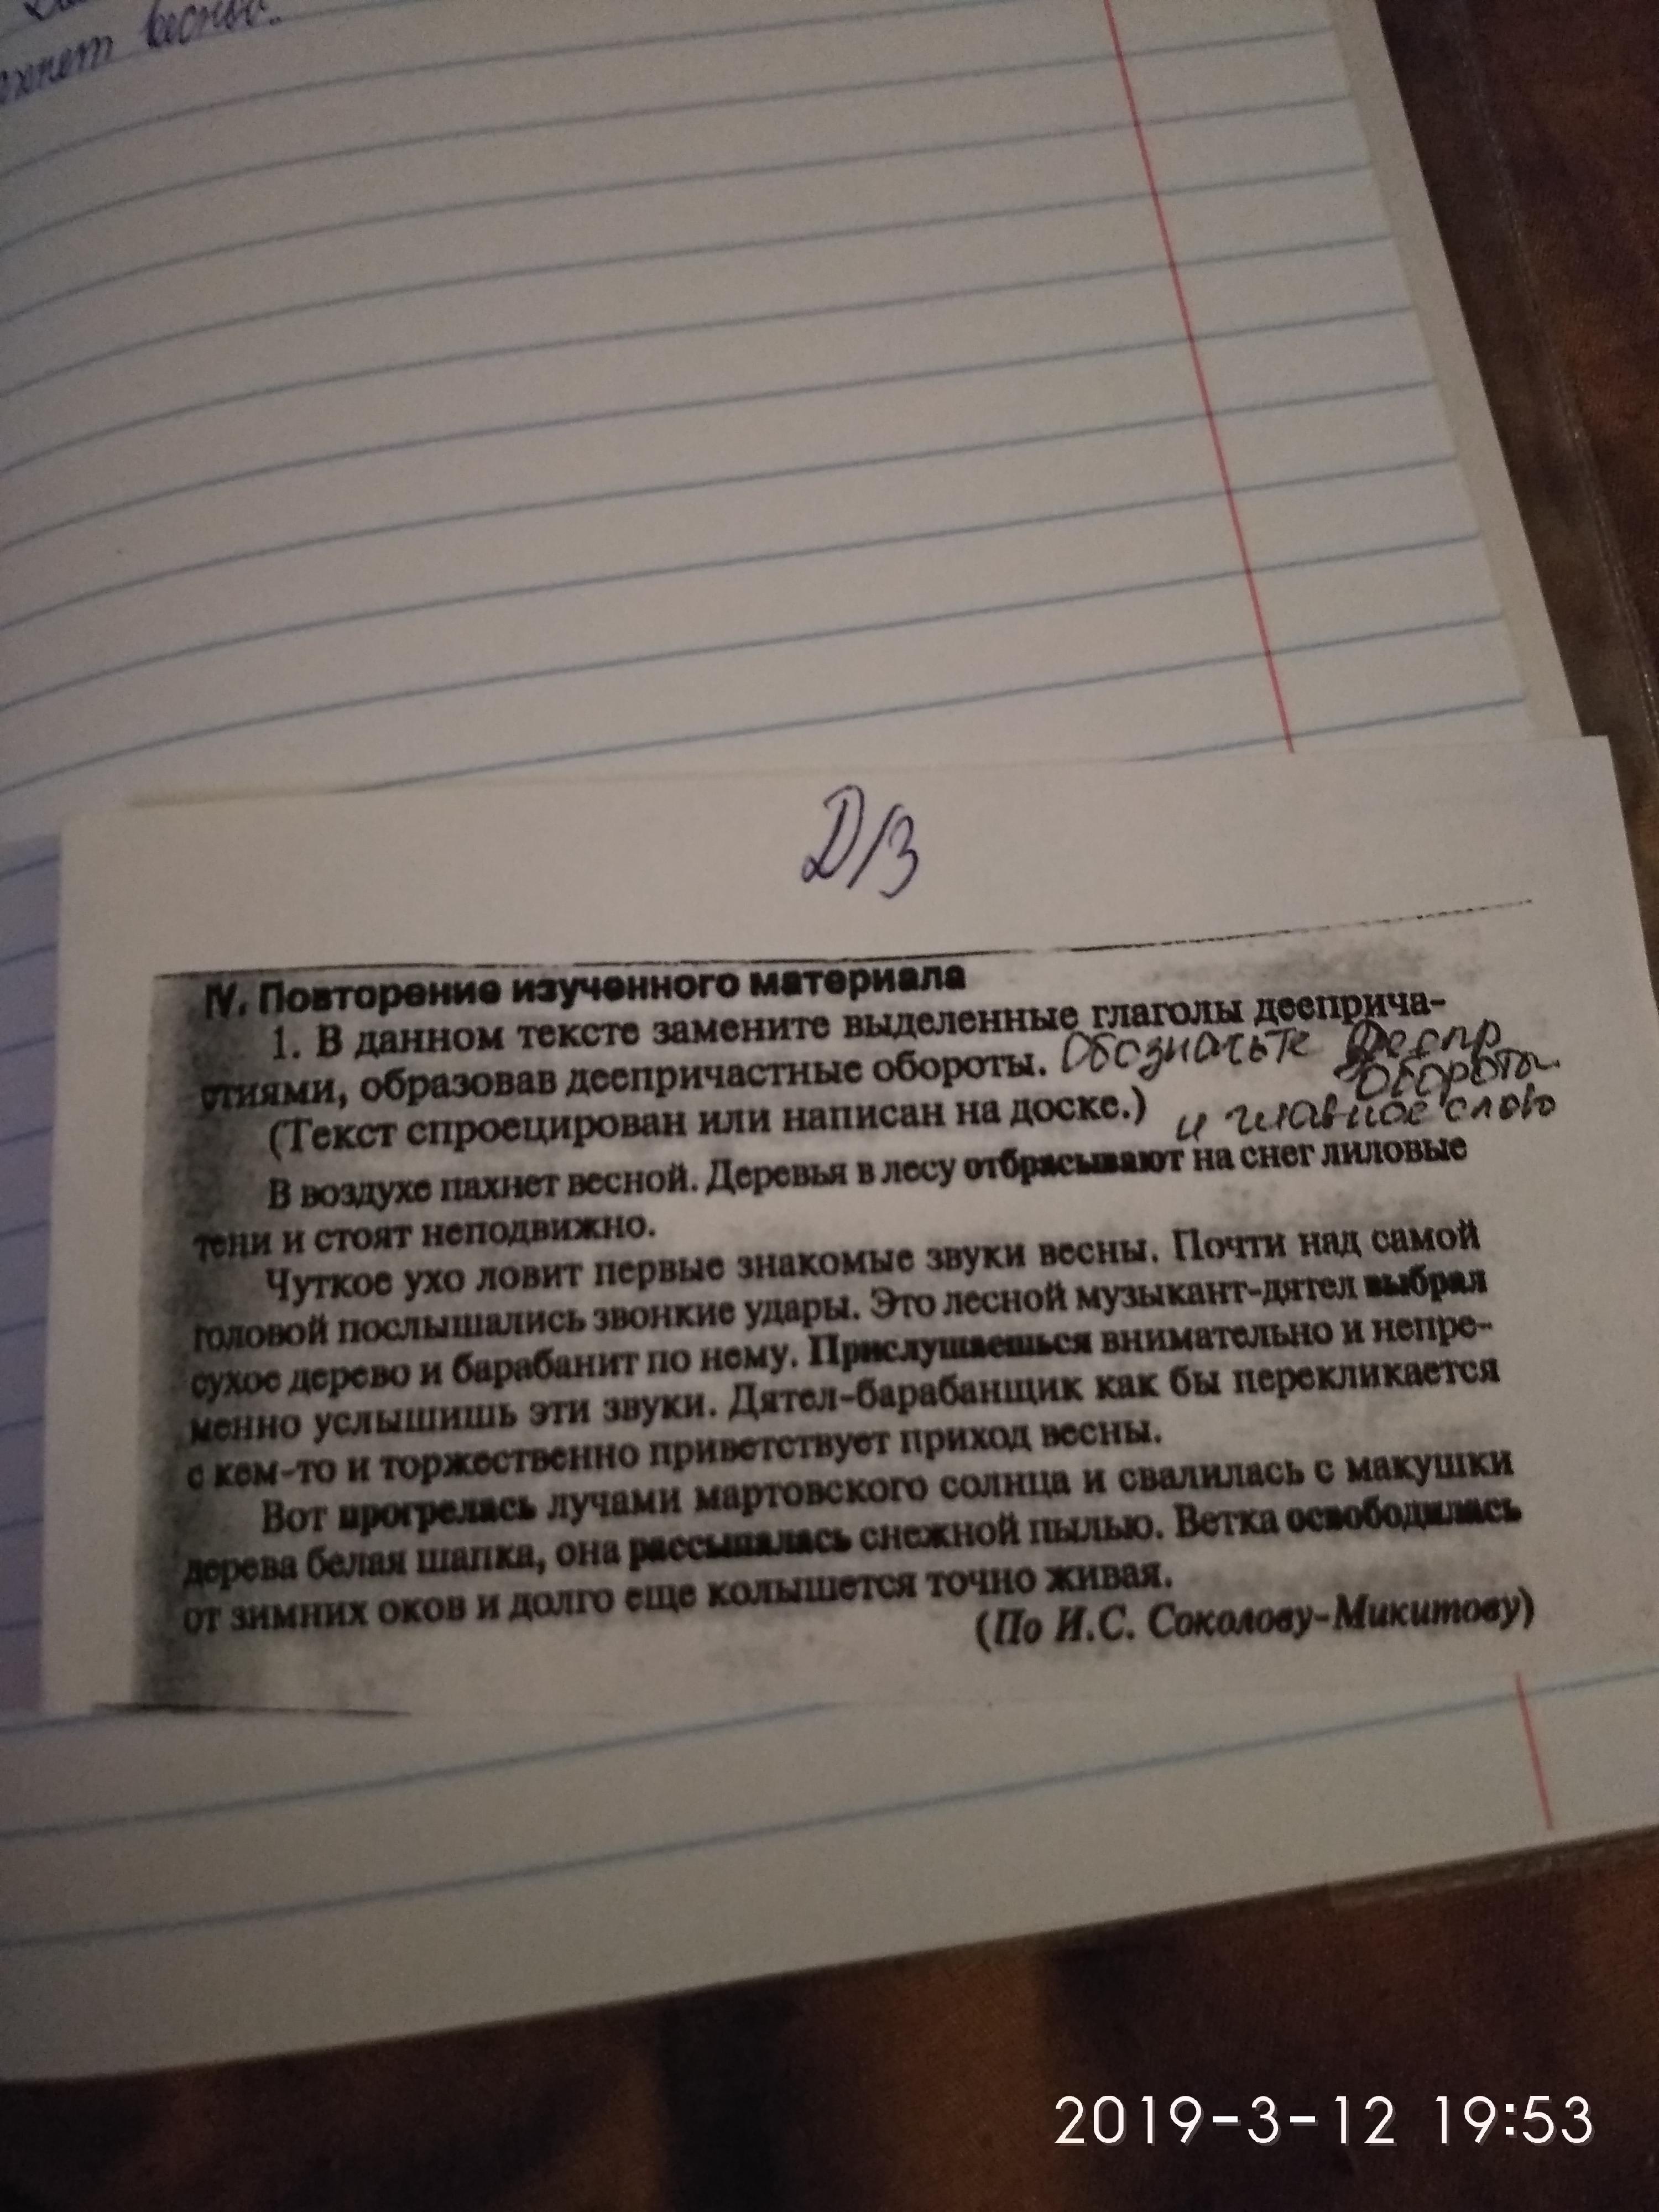 весной.
Д/З
IV. Повторение изученного материала
1. В данном тексте замените выделенные глаголы дееприча-
стиями, образовав деепричастные обороты. Обозначьте Деепр
обороты
(Текст спроецирован или написан на доске.) и главное слово
В воздухе пахнет весной. Деревья в лесу отбрасывают на снег лиловые
тени и стоят неподвижно.
Чуткое ухо ловит первые знакомые звуки весны. Почти над самой
головой послышались звонкие удары. Это лесной музыкант-дятел выбрал
сухое дерево и барабанит по нему. Прислушаешься внимательно и непре-
менно услышишь эти звуки. Дятел-барабанщик как бы перекликается
с кем-то и торжественно приветствует приход весны.
Вот прогрелась лучами мартовского солнца и свалилась с макушки
дерева белая шапка, она рассыпалась снежной пылью. Ветка освободилась
от зимних оков и долго еще колышется точно живая.
(По И.С. Соколову-Микитову)
2019-3-12 19:53